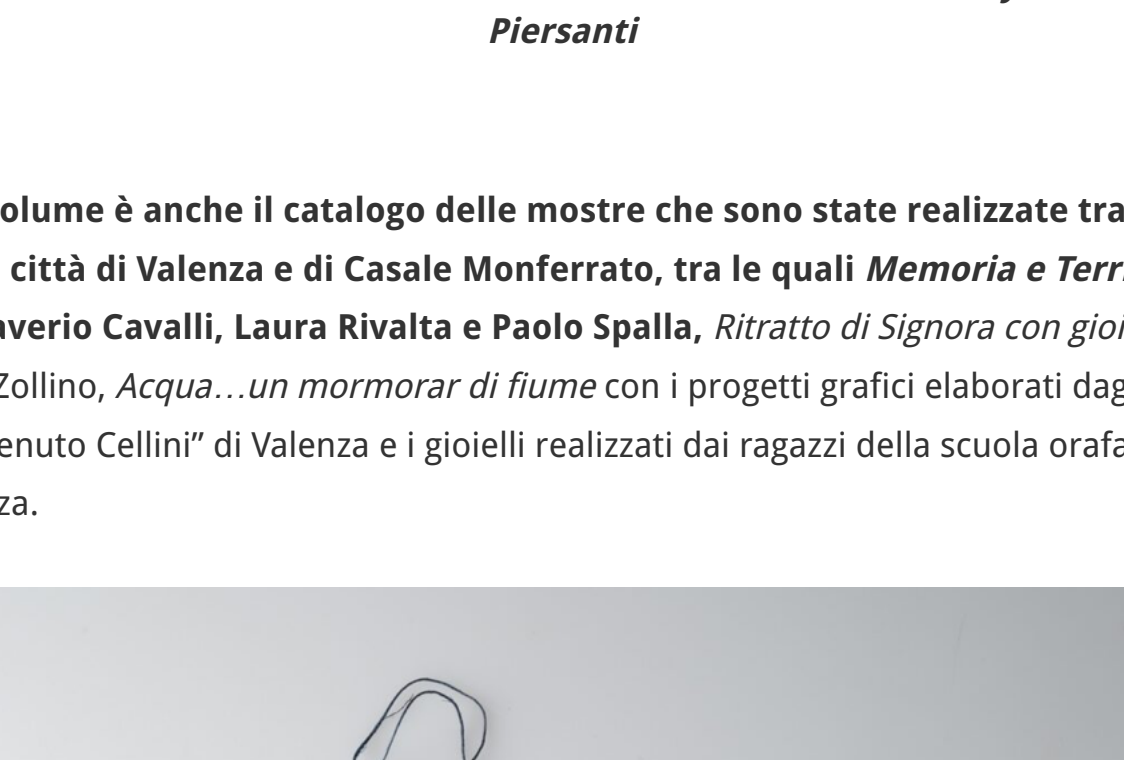 Piersanti
olume è anche il catalogo delle mostre che sono state realizzate tra
città di Valenza e di Casale Monferrato, tra le quali Memoria e Terr
averio Cavalli, Laura Rivalta e Paolo Spalla, Ritratto di Signora con gioi
Zollino, Acqua…un mormorar di fiume con i progetti grafici elaborati dag
enuto Cellini” di Valenza e i gioielli realizzati dai ragazzi della scuola orafa
za.